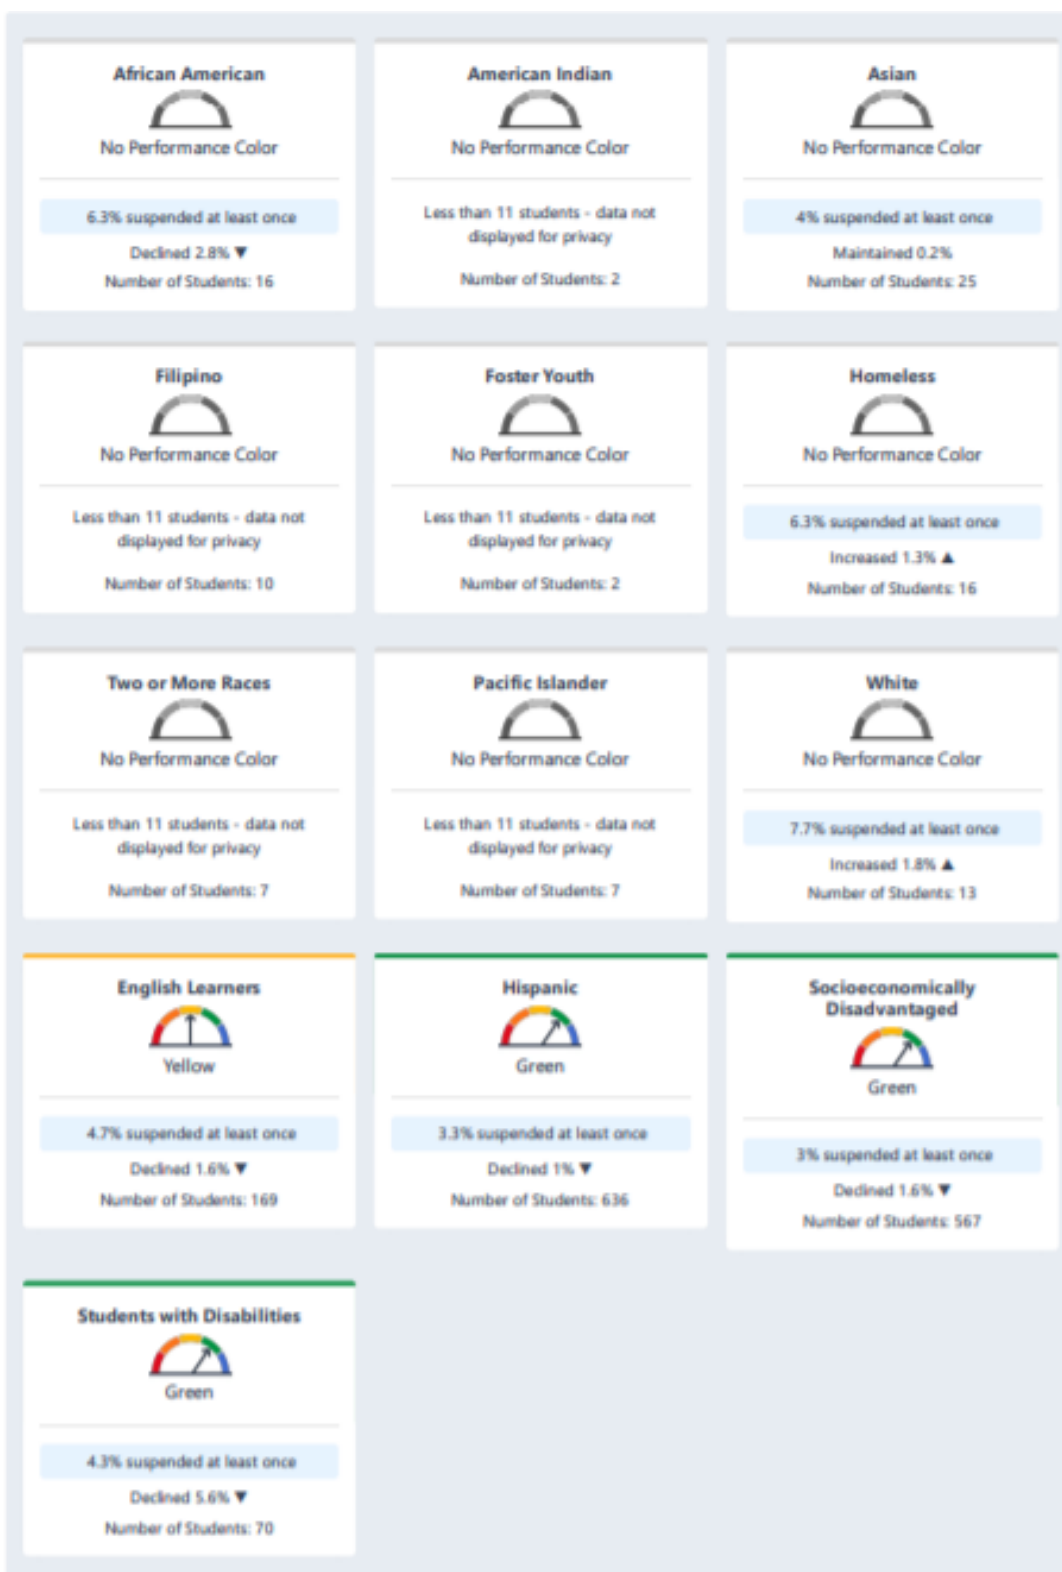 African American
No Performance Color
6.3% suspended at least once
Declined 2.8% ▼
Number of Students: 16
American Indian
No Performance Color
Less than 11 students - data not
displayed for privacy
Number of Students: 2
Asian
No Performance Color
4% suspended at least once
Maintained 0.2%
Number of Students: 25
Filipino
No Performance Color
Less than 11 students - data not
displayed for privacy
Number of Students: 10
Foster Youth
No Performance Color
Less than 11 students - data not
displayed for privacy
Number of Students: 2
Homeless
No Performance Color
6.3% suspended at least once
Increased 1.3% ▲
Number of Students: 16
Two or More Races
No Performance Color
Less than 11 students - data not
displayed for privacy
Number of Students: 7
Pacific Islander
No Performance Color
Less than 11 students - data not
displayed for privacy
Number of Students: 7
White
No Performance Color
7.7% suspended at least once
Increased 1.8% ▲
Number of Students: 13
English Learners
Yellow
4.7% suspended at least once
Declined 1.6% ▼
Number of Students: 169
Hispanic
Green
3.3% suspended at least once
Declined 1% ▼
Number of Students: 636
Socioeconomically
Disadvantaged
Green
3% suspended at least once
Declined 1.6% ▼
Number of Students: 567
Students with Disabilities
Green
4.3% suspended at least once
Declined 5.6% ▼
Number of Students: 70